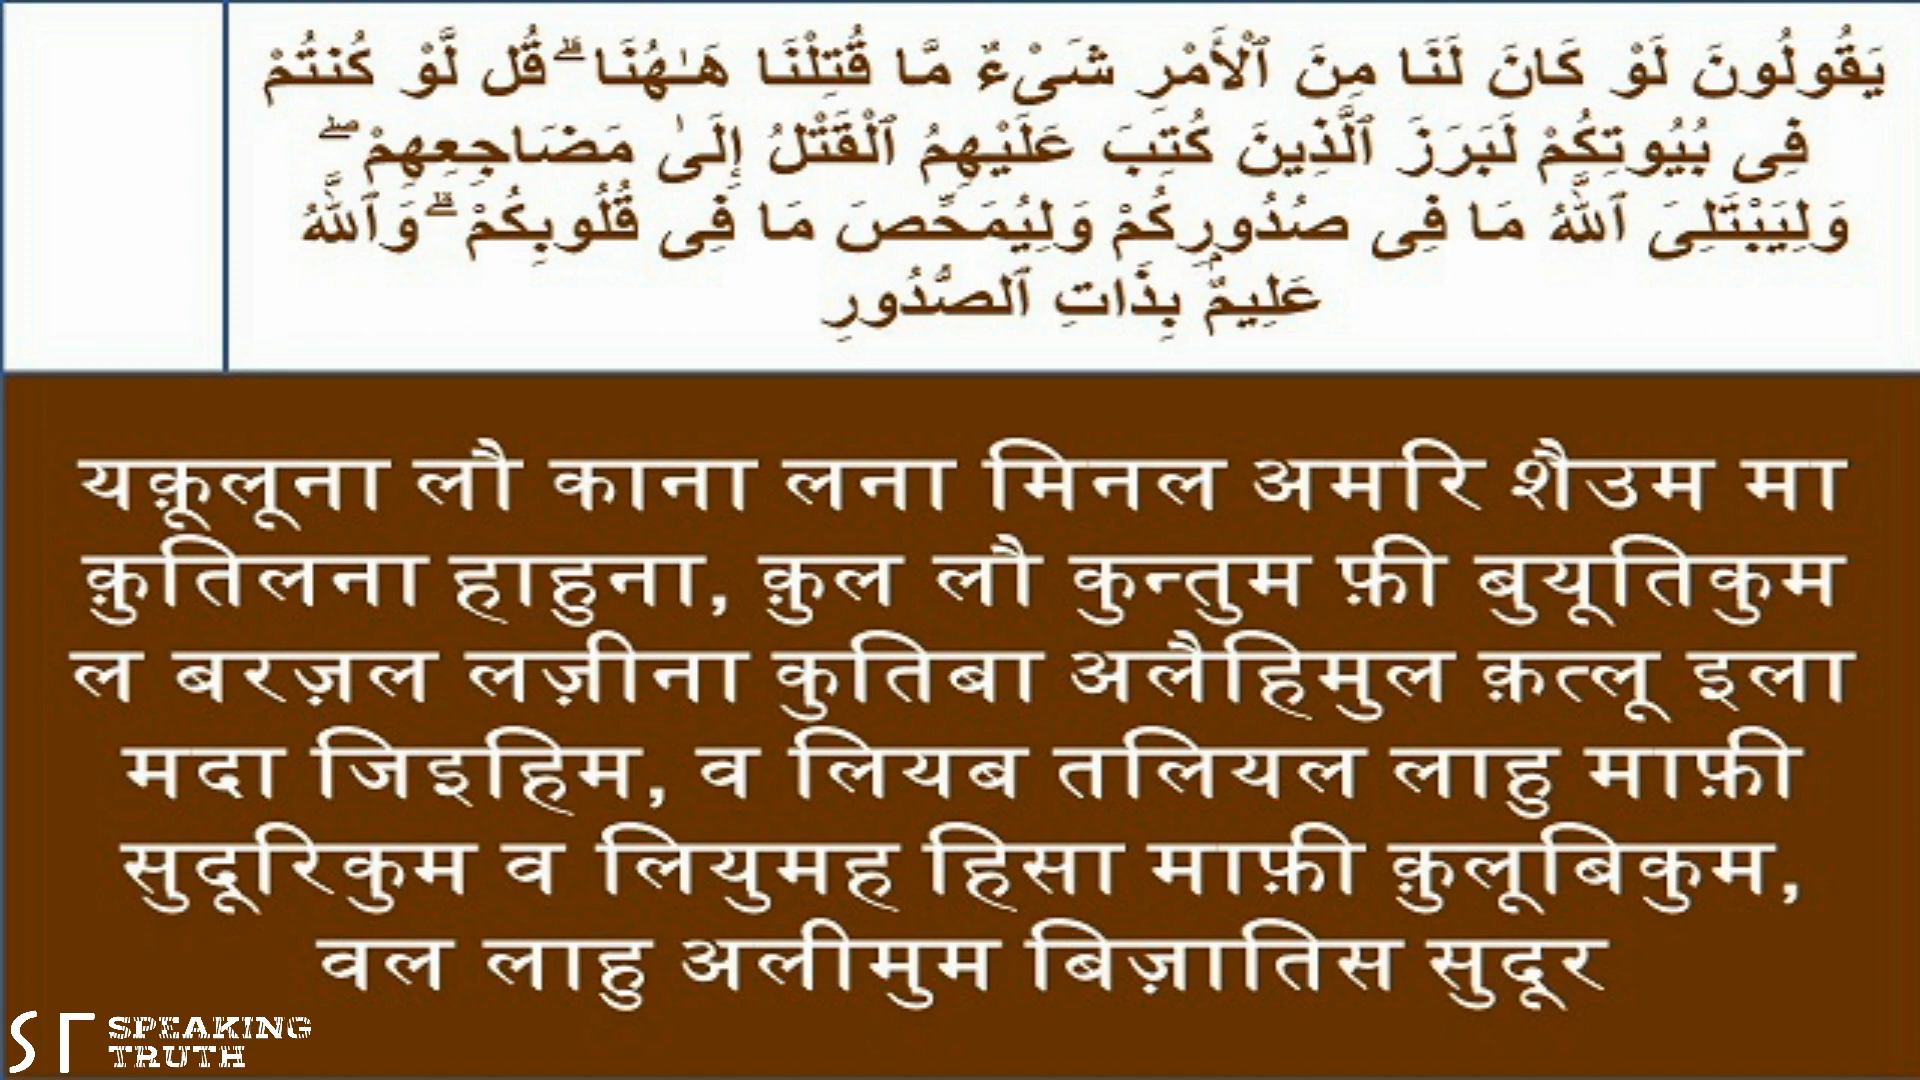 يَقُولُونَ لَوْ كَانَ لَنَا مِنَ ٱلْأَمْرِ شَىْءٌ مَّا قُتِلْنَا هَـٰهُنَا ۗ قُل لَّوْ كُنتُمْ
فِى بُيُوتِكُمْ لَبَرَزَ ٱلَّذِينَ كُتِبَ عَلَيْهِمُ ٱلْقَتْلُ إِلَىٰ مَضَاجِعِهِمْ ۖ
وَلِيَبْتَلِىَ ٱللَّهُ مَا فِى صُدُورِكُمْ وَلِيُمَحِّصَ مَا فِى قُلُوبِكُمْ ۗ وَٱللَّهُ
عَلِيمٌۢ بِذَاتِ ٱلصُّدُورِ
यक़ूलूना लौ काना लना मिनल अमरि शैउम मा
क़ुतिलना हाहुना, क़ुल लौ कुन्तुम फ़ी बुयूतिकुम
ल बरज़ल लज़ीना कुतिबा अलैहिमुल क़त्लू इला
मदा जिइहिम, व लियब तलियल लाहु माफ़ी
सुदूरिकुम व लियुमह हिसा माफ़ी क़ुलूबिकुम,
वल लाहु अलीमुम बिज़ातिस सुदूर
ST SPEAKING
TRUTH